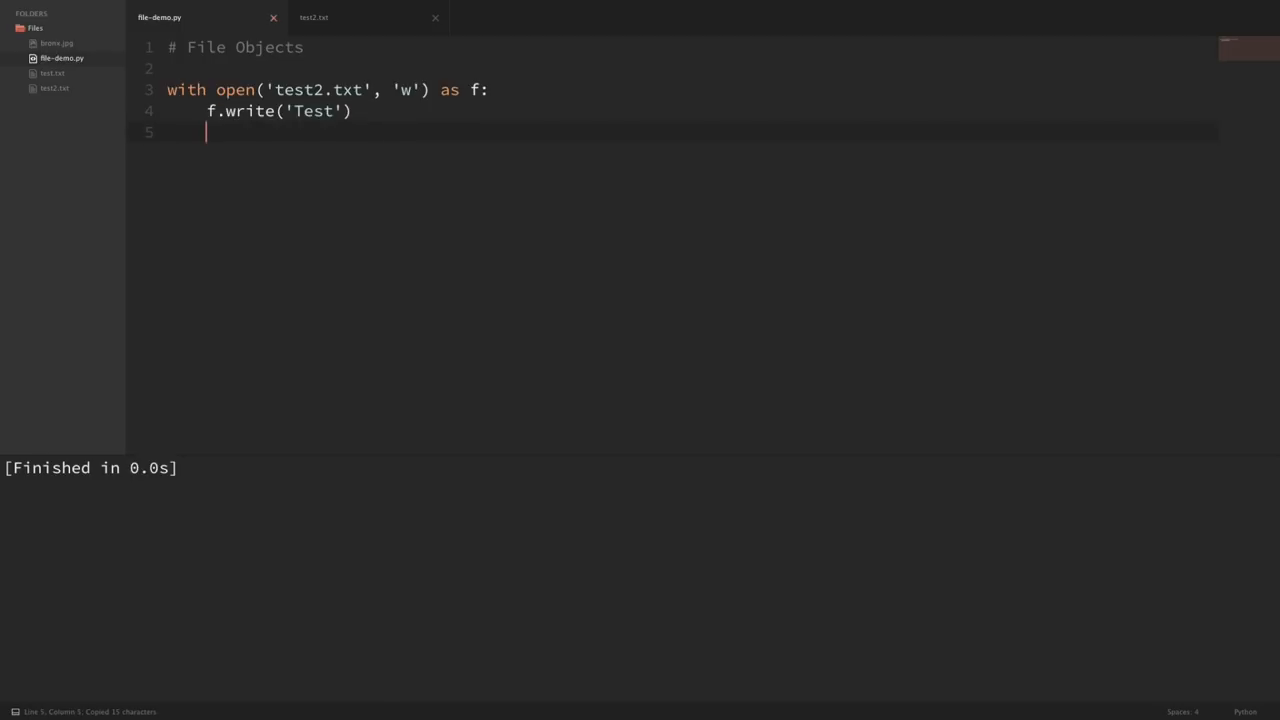 FOLDERS
Files
bronx.jpg
file-demo.py
test.txt
test2.txt
file-demo.py
test2.txt
1 # File Objects
2
3 with open('test2.txt', 'w') as f:
4 f.write('Test')
5
[Finished in 0.0s]
Line 5, Column 5; Copied 15 characters
Spaces: 4
Python